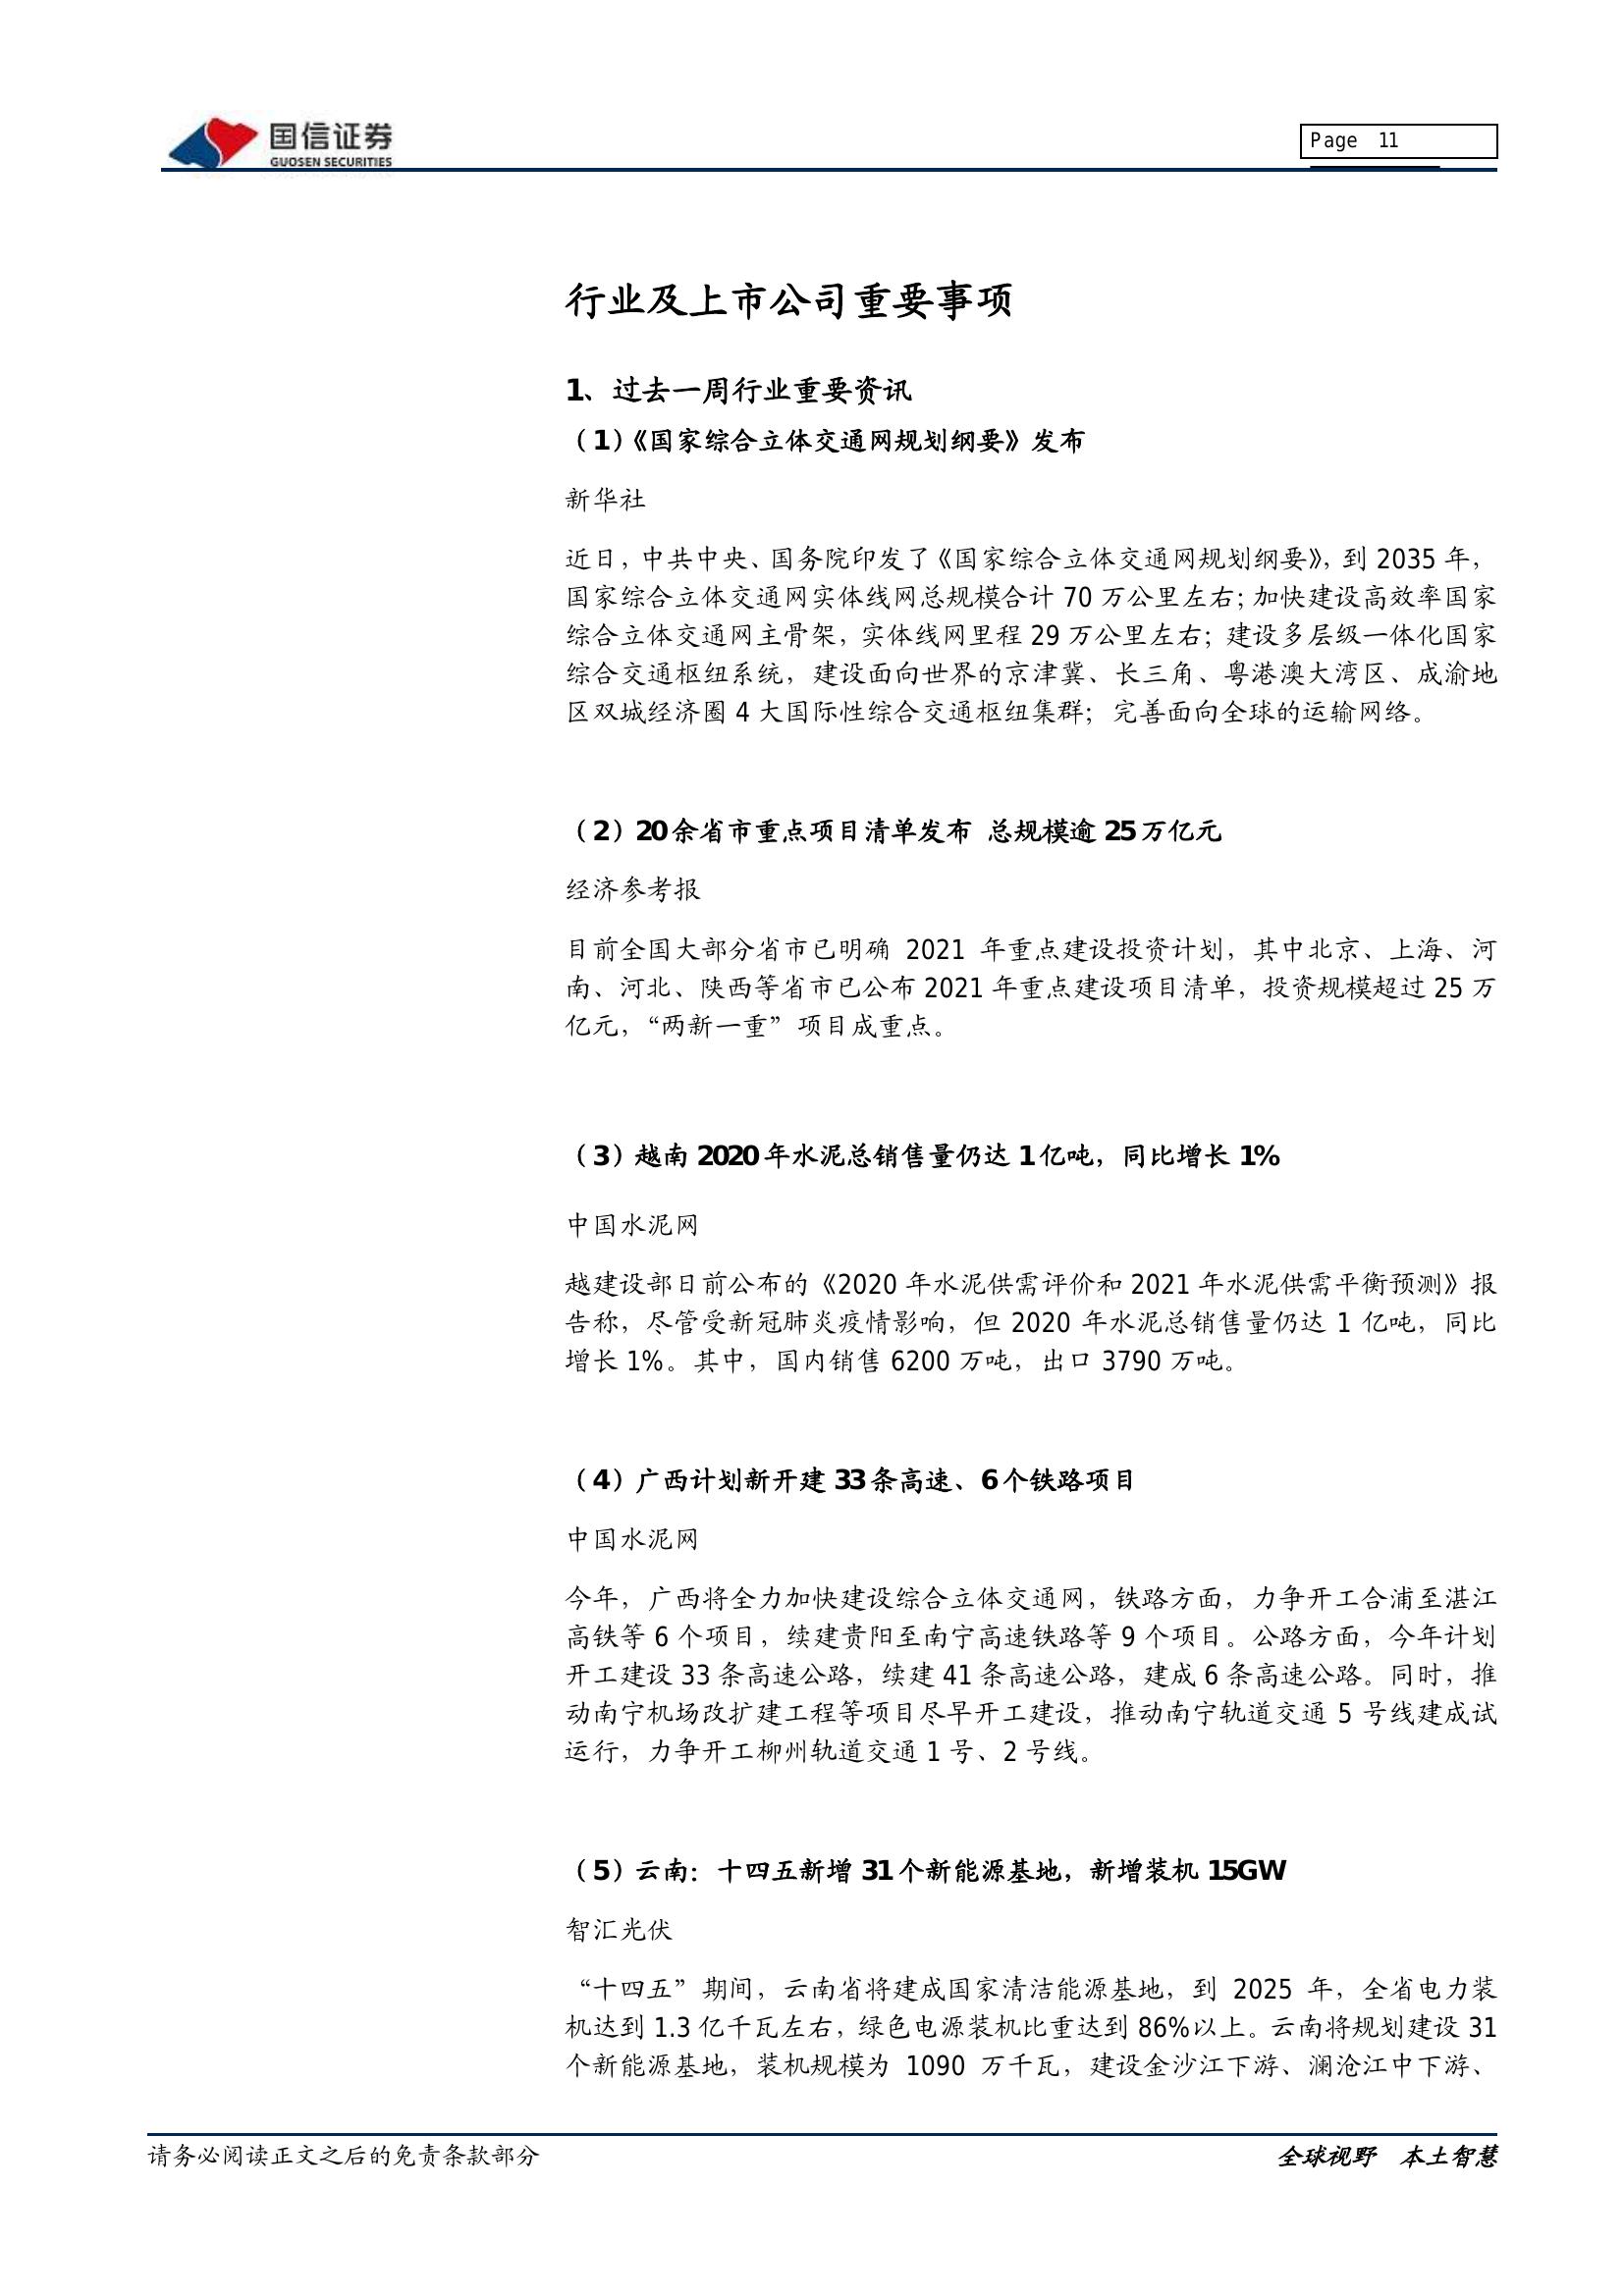 国信证券
GUOSEN SECURITIES
Page 11
行业及上市公司重要事项
1、过去一周行业重要资讯
（1）《国家综合立体交通网规划纲要》发布
新华社
近日，中共中央、国务院印发了《国家综合立体交通网规划纲要》，到 2035 年，
国家综合立体交通网实体线网总规模合计 70 万公里左右；加快建设高效率国家
综合立体交通网主骨架，实体线网里程 29 万公里左右；建设多层级一体化国家
综合交通枢纽系统，建设面向世界的京津冀、长三角、粤港澳大湾区、成渝地
区双城经济圈 4 大国际性综合交通枢纽集群；完善面向全球的运输网络。
（2）20 余省市重点项目清单发布 总规模逾 25 万亿元
经济参考报
目前全国大部分省市已明确 2021 年重点建设投资计划，其中北京、上海、河
南、河北、陕西等省市已公布 2021 年重点建设项目清单，投资规模超过 25 万
亿元，“两新一重”项目成重点。
（3）越南 2020 年水泥总销售量仍达 1 亿吨，同比增长 1%
中国水泥网
越建设部日前公布的《2020 年水泥供需评价和 2021 年水泥供需平衡预测》报
告称，尽管受新冠肺炎疫情影响，但 2020 年水泥总销售量仍达 1 亿吨，同比
增长 1%。其中，国内销售 6200 万吨，出口 3790 万吨。
（4）广西计划新开建 33 条高速、6 个铁路项目
中国水泥网
今年，广西将全力加快建设综合立体交通网，铁路方面，力争开工合浦至湛江
高铁等 6 个项目，续建贵阳至南宁高速铁路等 9 个项目。公路方面，今年计划
开工建设 33 条高速公路，续建 41 条高速公路，建成 6 条高速公路。同时，推
动南宁机场改扩建工程等项目尽早开工建设，推动南宁轨道交通 5 号线建成试
运行，力争开工柳州轨道交通 1 号、2 号线。
（5）云南：十四五新增 31 个新能源基地，新增装机 15GW
智汇光伏
“十四五”期间，云南省将建成国家清洁能源基地，到 2025 年，全省电力装
机达到 1.3 亿千瓦左右，绿色电源装机比重达到 86%以上。云南将规划建设 31
个新能源基地，装机规模为 1090 万千瓦，建设金沙江下游、澜沧江中下游、
请务必阅读正文之后的免责条款部分
全球视野 本土智慧